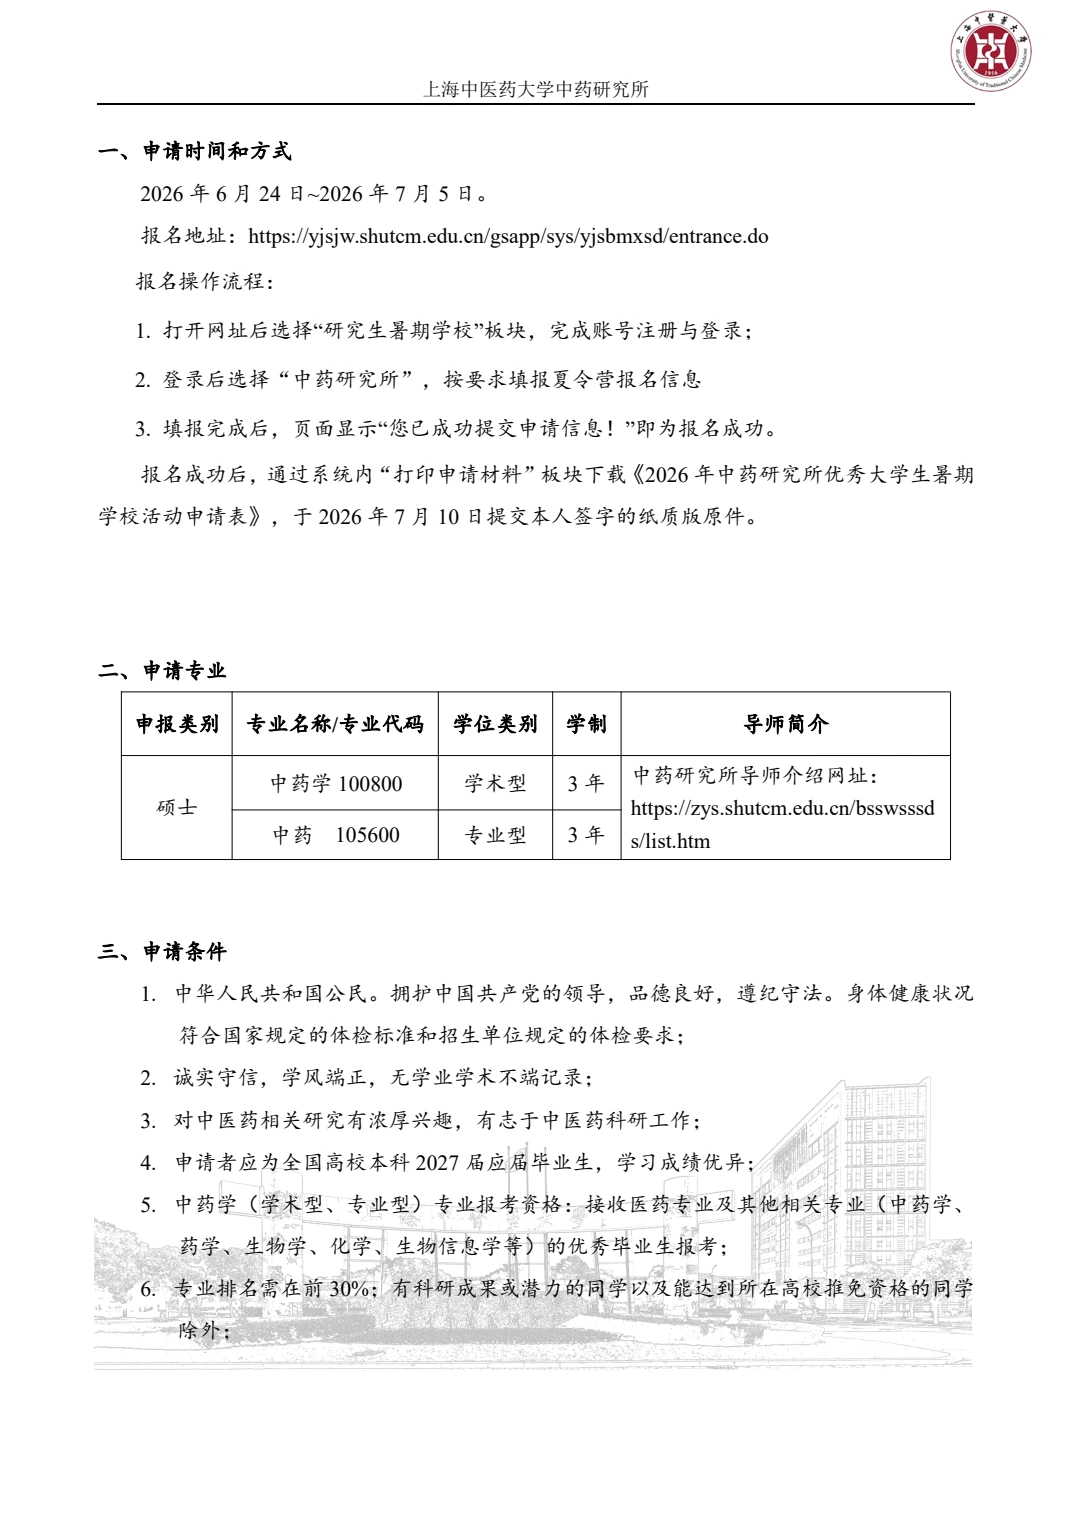 上海中医药大学
Shanghai University of Traditional Chinese Medicine
1956
上海中医药大学中药研究所
一、申请时间和方式
2026 年 6 月 24 日~2026 年 7 月 5 日。
报名地址：https://yjsjw.shutcm.edu.cn/gsapp/sys/yjsbmxsd/entrance.do
报名操作流程：
1. 打开网址后选择“研究生暑期学校”板块，完成账号注册与登录；
2. 登录后选择“中药研究所”，按要求填报夏令营报名信息
3. 填报完成后，页面显示“您已成功提交申请信息！”即为报名成功。
报名成功后，通过系统内“打印申请材料”板块下载《2026 年中药研究所优秀大学生暑期
学校活动申请表》，于 2026 年 7 月 10 日提交本人签字的纸质版原件。
二、申请专业
申报类别 专业名称/专业代码 学位类别 学制 导师简介
硕士 中药学 100800 学术型 3 年 中药研究所导师介绍网址：
https://zys.shutcm.edu.cn/bsswsssd
中药 105600 专业型 3 年 s/list.htm
三、申请条件
1. 中华人民共和国公民。拥护中国共产党的领导，品德良好，遵纪守法。身体健康状况
符合国家规定的体检标准和招生单位规定的体检要求；
2. 诚实守信，学风端正，无学业学术不端记录；
3. 对中医药相关研究有浓厚兴趣，有志于中医药科研工作；
4. 申请者应为全国高校本科 2027 届应届毕业生，学习成绩优异；
5. 中药学（学术型、专业型）专业报考资格：接收医药专业及其他相关专业（中药学、
药学、生物学、化学、生物信息学等）的优秀毕业生报考；
6. 专业排名需在前 30%；有科研成果或潜力的同学以及能达到所在高校推免资格的同学
除外；